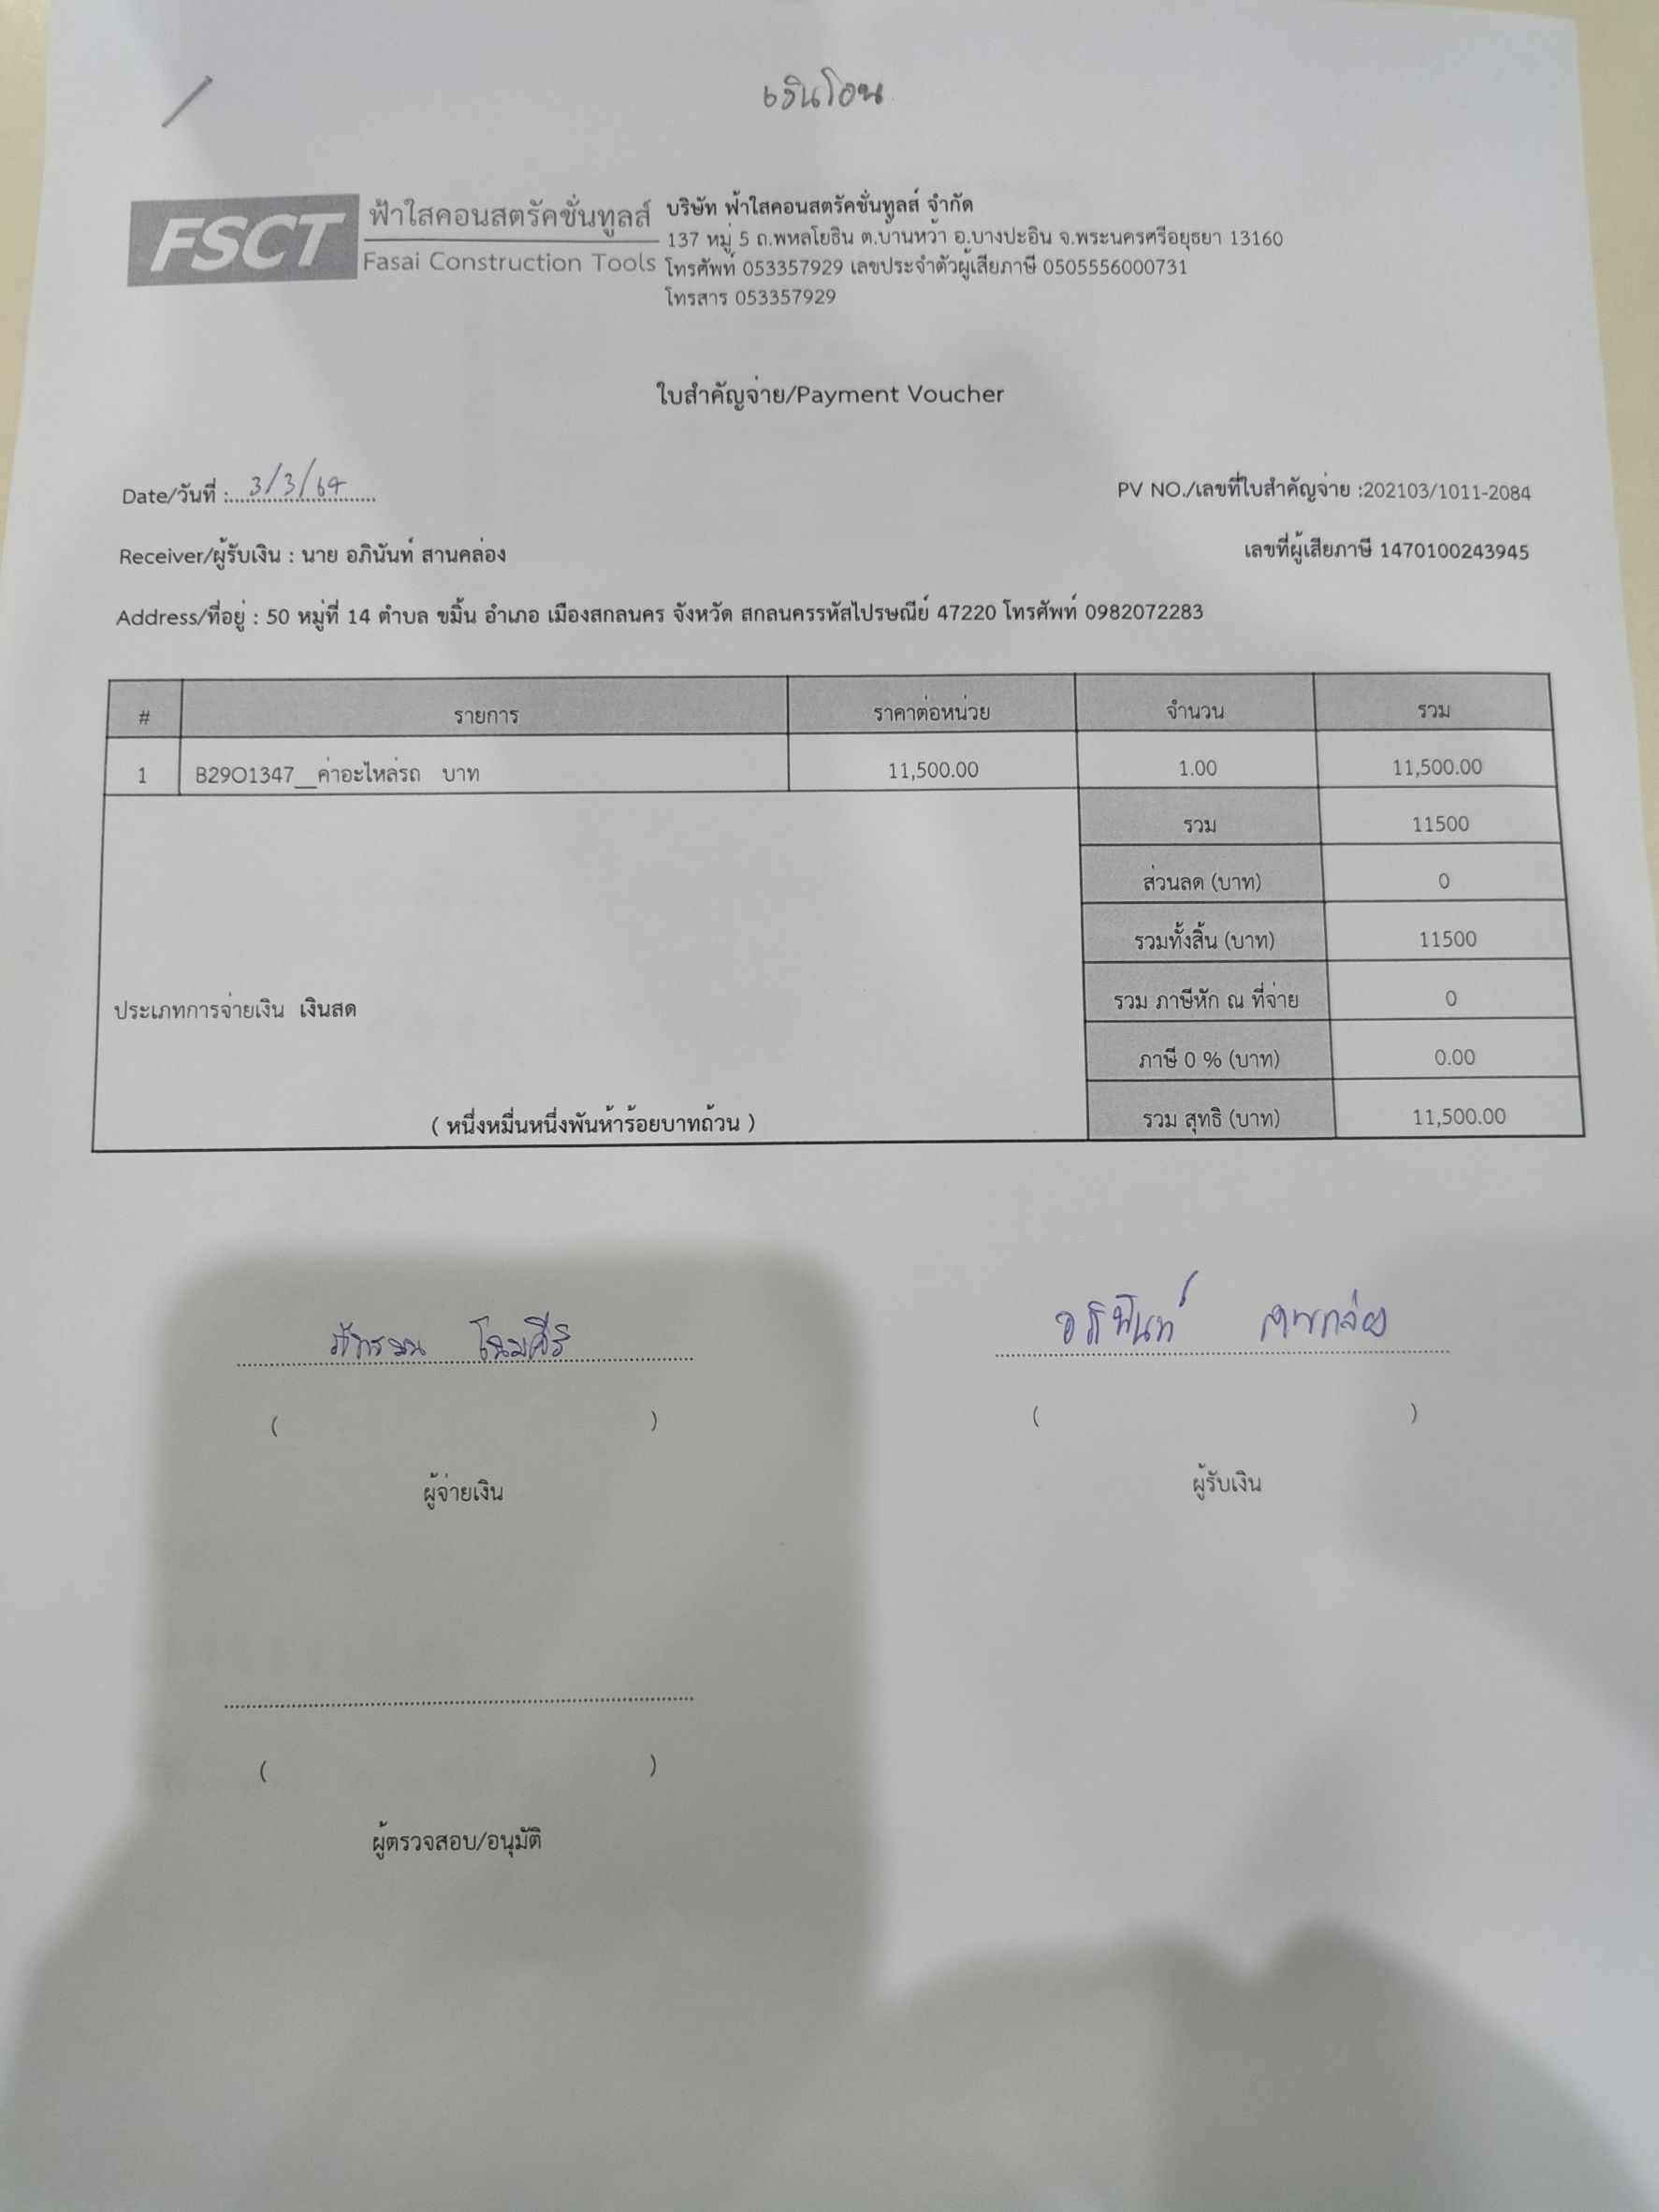 เงินโอน
FSCT
ฟ้าใสคอนสตรัคชั่นทูลส์
Fasai Construction Tools
บริษัท ฟ้าใสคอนสตรัคชั่นทูลส์ จำกัด
137 หมู่ 5 ถ.พหลโยธิน ต.บ้านหว้า อ.บางปะอิน จ.พระนครศรีอยุธยา 13160
โทรศัพท์ 053357929 เลขประจำตัวผู้เสียภาษี 0505556000731
โทรสาร 053357929
ใบสำคัญจ่าย/Payment Voucher
Date/วันที่ : 3/3/64
PV NO./เลขที่ใบสำคัญจ่าย :202103/1011-2084
Receiver/ผู้รับเงิน : นาย อภินันท์ สานคล่อง
เลขที่ผู้เสียภาษี 1470100243945
Address/ที่อยู่ : 50 หมู่ที่ 14 ตำบล ขมิ้น อำเภอ เมืองสกลนคร จังหวัด สกลนครรหัสไปรษณีย์ 47220 โทรศัพท์ 0982072283
# รายการ ราคาต่อหน่วย จำนวน รวม
1 B2901347__ค่าอะไหล่รถ บาท 11,500.00 1.00 11,500.00
รวม 11500
ส่วนลด (บาท) 0
รวมทั้งสิ้น (บาท) 11500
ประเภทการจ่ายเงิน เงินสด
รวม ภาษีหัก ณ ที่จ่าย 0
ภาษี 0 % (บาท) 0.00
( หนึ่งหมื่นหนึ่งพันห้าร้อยบาทถ้วน )
รวม สุทธิ (บาท) 11,500.00
อภินันท์
( )
( )
ผู้จ่ายเงิน
ผู้รับเงิน
( )
ผู้ตรวจสอบ/อนุมัติ